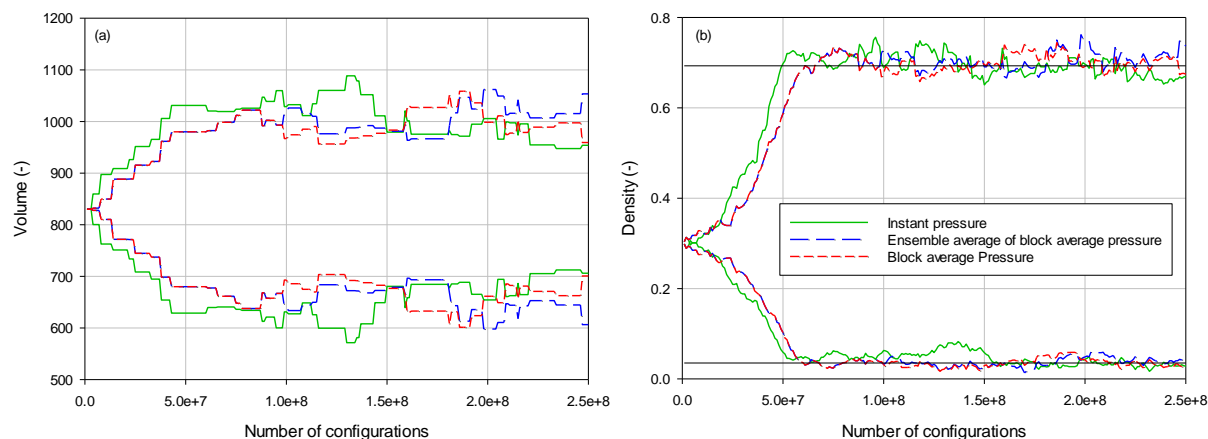 (a)
Volume (-)
1200
1100
1000
900
800
700
600
500
0.0
5.0e+7
1.0e+8
1.5e+8
2.0e+8
2.5e+8
Number of configurations
(b)
Density (-)
0.8
0.6
0.4
0.2
0.0
Instant pressure
Ensemble average of block average pressure
Block average Pressure
0.0
5.0e+7
1.0e+8
1.5e+8
2.0e+8
2.5e+8
Number of configurations